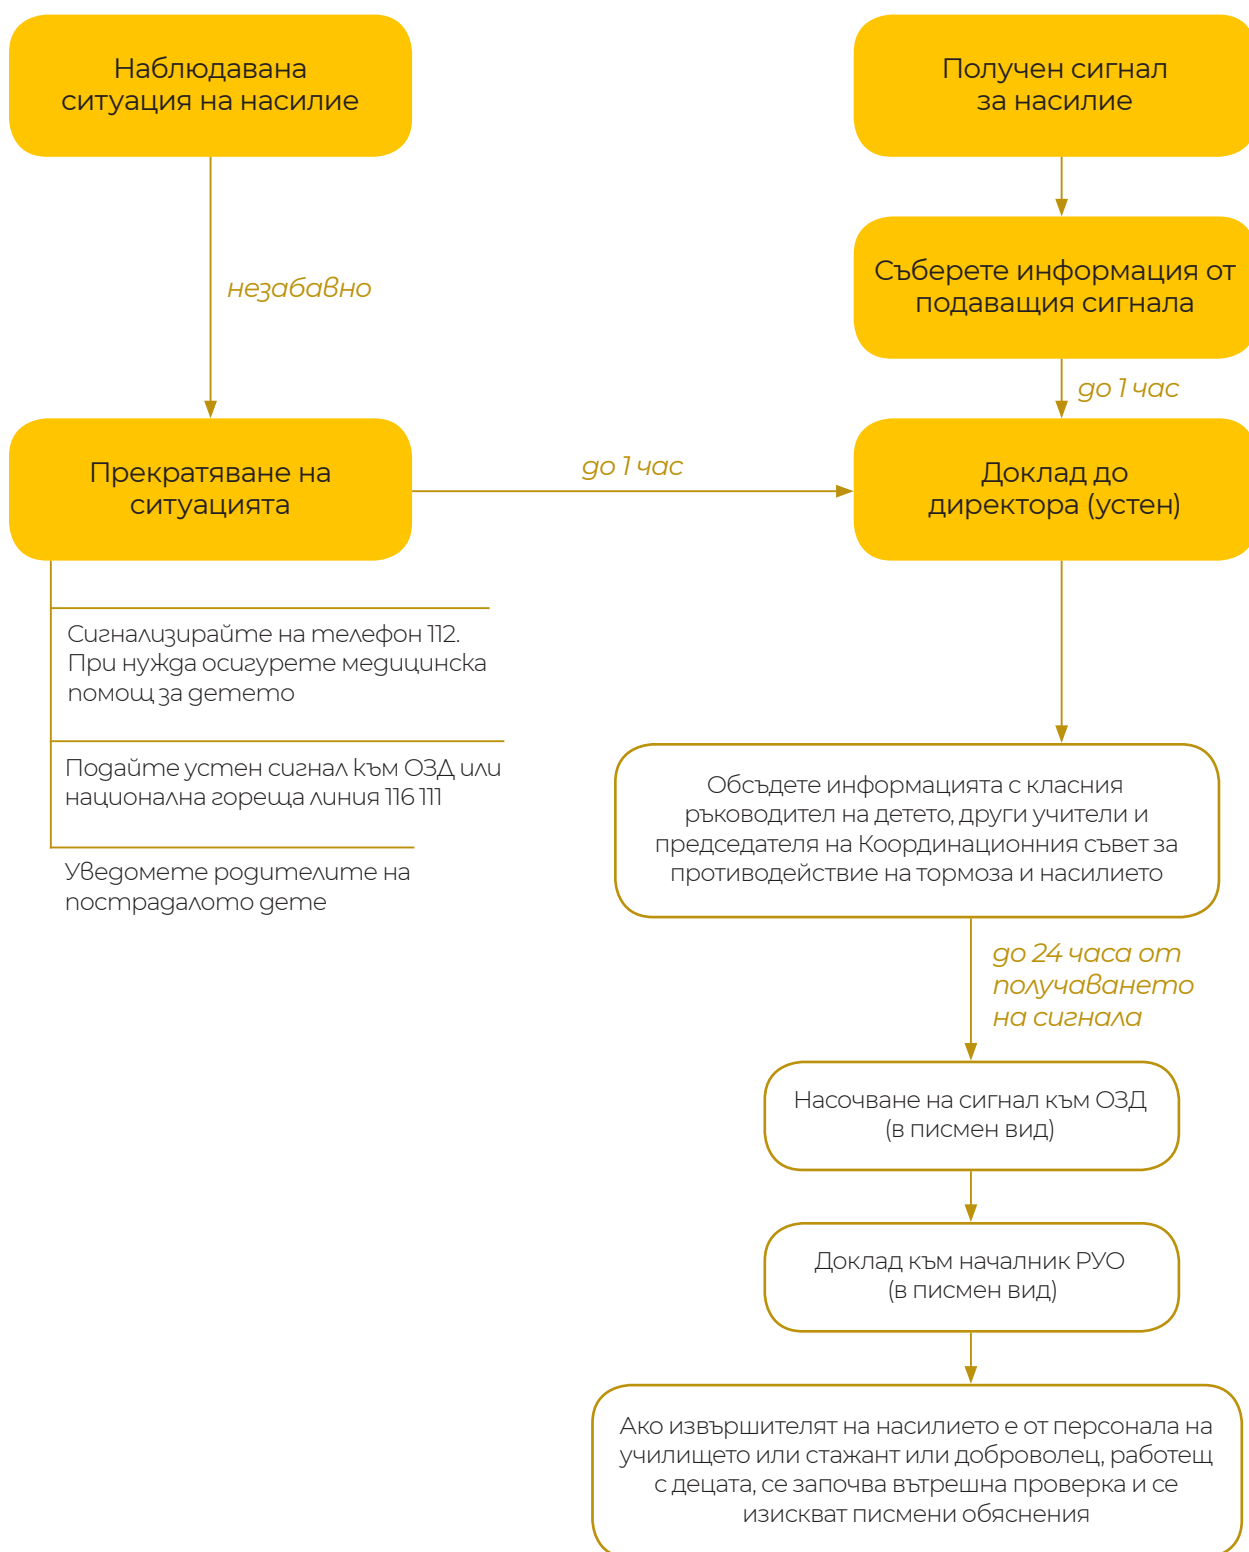 Наблюдавана
ситуация на насилие
Получен сигнал
за насилие
Съберете информация от
подаващия сигнала
незабавно
до 1 час
Прекратяване на
ситуацията
до 1 час
Доклад до
директора (устен)
Сигнализирайте на телефон 112.
При нужда осигурете медицинска
помощ за детето
Подайте устен сигнал към ОЗД или
национална гореща линия 116 111
Уведомете родителите на
пострадалото дете
Обсъдете информацията с класния
ръководител на детето, други учители и
председателя на Координационния съвет за
противодействие на тормоза и насилието
до 24 часа от
получаването
на сигнала
Насочване на сигнал към ОЗД
(в писмен вид)
Доклад към началник РУО
(в писмен вид)
Ако извършителят на насилието е от персонала на
училището или стажант или доброволец, работещ
с децата, се започва вътрешна проверка и се
изискват писмени обяснения